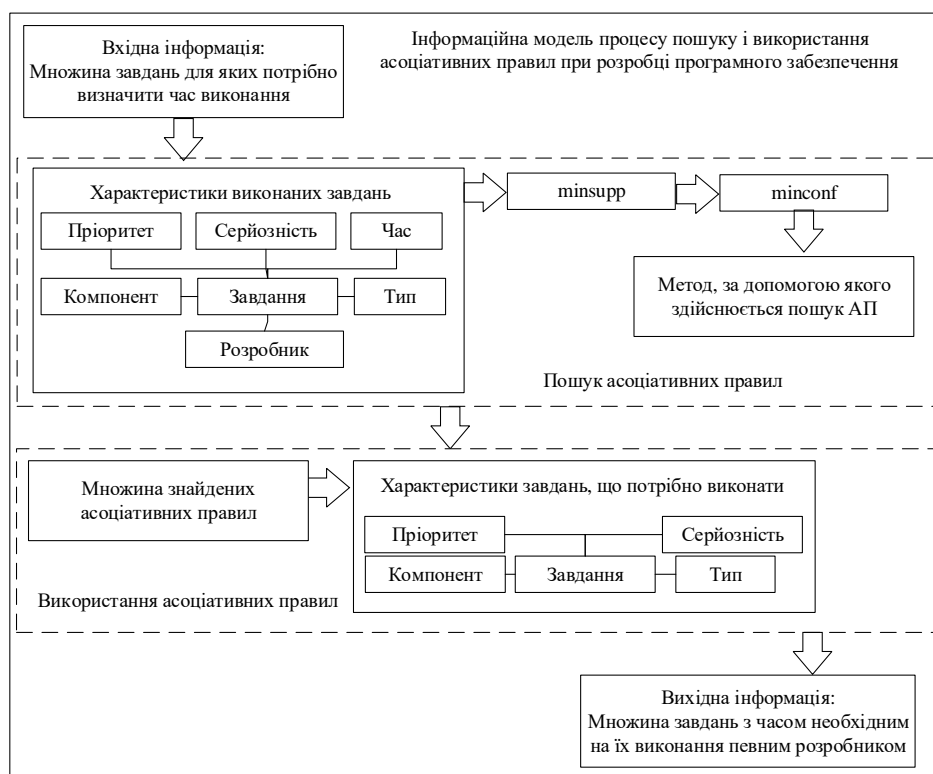 Вхідна інформація:
Множина завдань для яких потрібно
визначити час виконання
Інформаційна модель процесу пошуку і використання
асоціативних правил при розробці програмного забезпечення
Характеристики виконаних завдань
Пріоритет
Серйозність
Час
Компонент
Завдання
Тип
Розробник
minsupp
minconf
Метод, за допомогою якого
здійснюється пошук АП
Пошук асоціативних правил
Множина знайдених
асоціативних правил
Характеристики завдань, що потрібно виконати
Пріоритет
Серйозність
Компонент
Завдання
Тип
Використання асоціативних правил
Вихідна інформація:
Множина завдань з часом необхідним
на їх виконання певним розробником